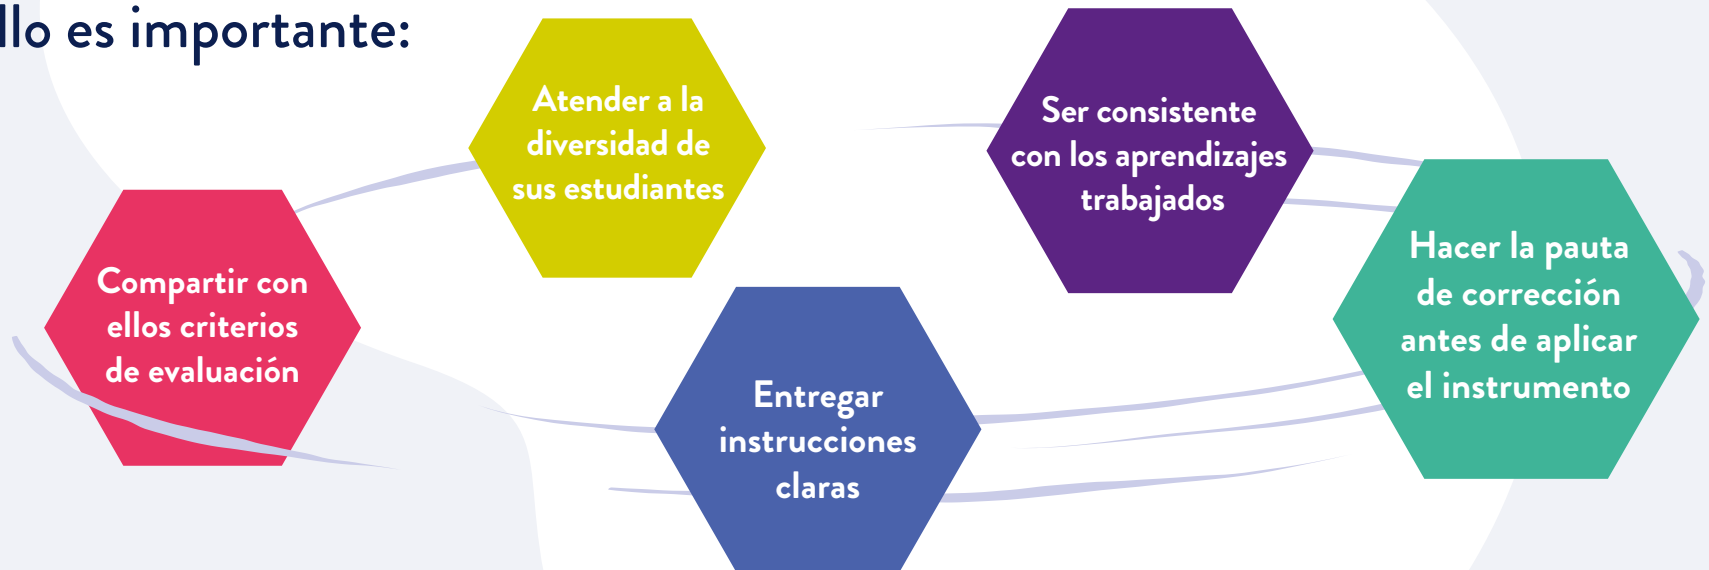 llo es importante:
Atender a la
diversidad de
sus estudiantes
Ser consistente
con los aprendizajes
trabajados
Compartir con
ellos criterios
de evaluación
Hacer la pauta
de corrección
antes de aplicar
el instrumento
Entregar
instrucciones
claras